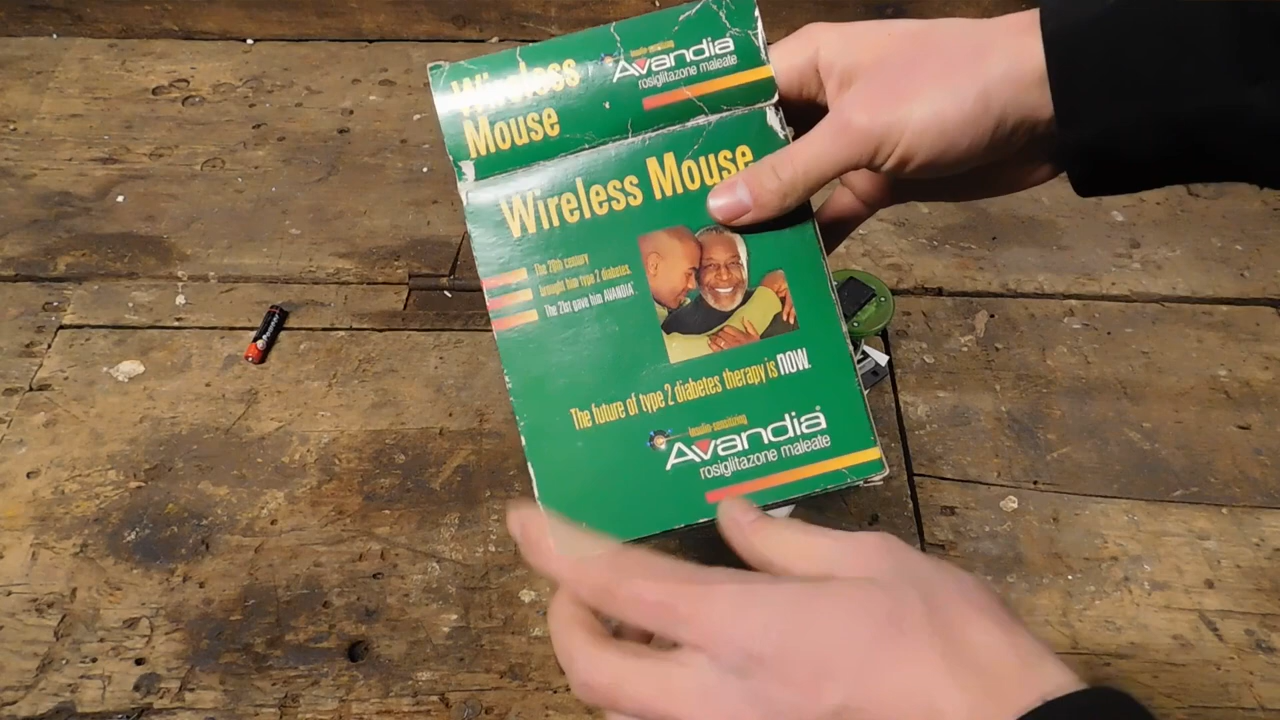 Wireless
Mouse
Insulin-sensitizing
Avandia
rosiglitazone maleate
Wireless Mouse
The 20th century
brought him type 2 diabetes.
The 21st gave him AVANDIA®
The future of type 2 diabetes therapy is now.
Insulin-sensitizing
Avandia®
rosiglitazone maleate